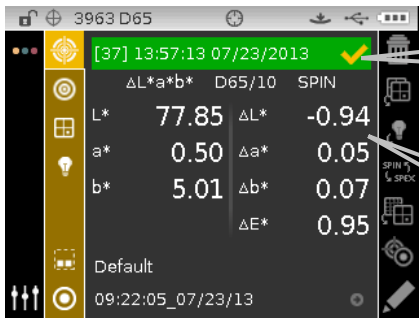 3963 D65
[37] 13:57:13 07/23/2013
ΔL*a*b* D65/10 SPIN
L* 77.85 ΔL* -0.94
a* 0.50 Δa* 0.05
b* 5.01 Δb* 0.07
ΔE* 0.95
SPIN
SPEX
Default
09:22:05_07/23/13